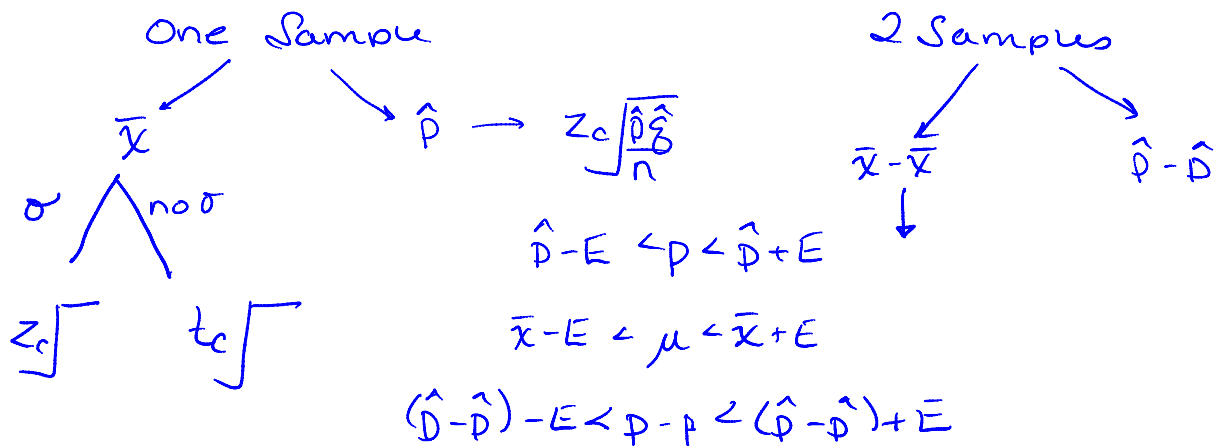 One Sample
2 Samples
x̄
p̂ → z_c √(p̂q̂/n)
x̄ - x̄
p̂ - p̂
σ
no σ
p̂ - E < p < p̂ + E
z_c √
t_c √
x̄ - E < μ < x̄ + E
(p̂ - p̂) - E < p - p < (p̂ - p̂) + E